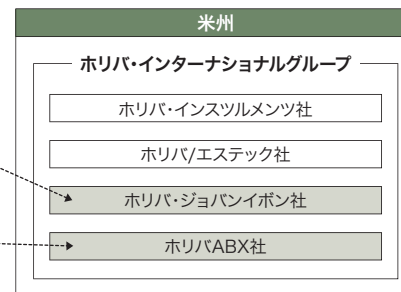 米州
ホリバ・インターナショナルグループ
ホリバ・インスツルメンツ社
ホリバ/エステック社
ホリバ・ジョバンイボン社
ホリバABX社